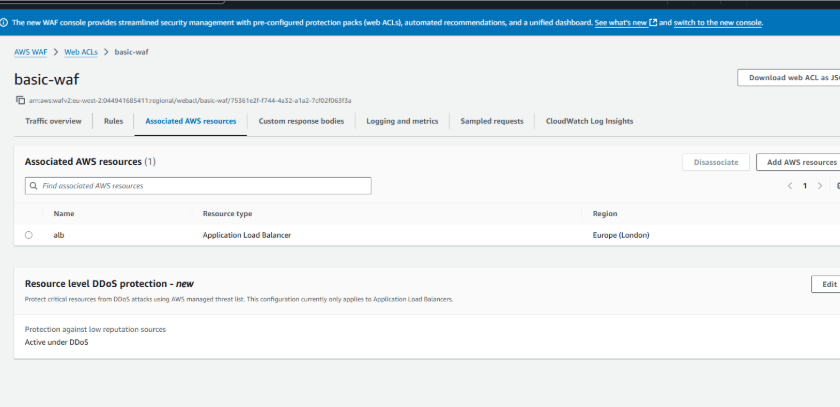 The new WAF console provides streamlined security management with pre-configured protection packs (web ACLs), automated recommendations, and a unified dashboard. See what's new and switch to the new console.
AWS WAF > Web ACLs > basic-waf
basic-waf
Download web ACL as JSO
arn:aws:wafv2:eu-west-2:044941685411:regional/webacl/basic-waf/75361e2f-f744-4a32-a1a2-7cf02f063f3a
Traffic overview Rules Associated AWS resources Custom response bodies Logging and metrics Sampled requests CloudWatch Log Insights
Associated AWS resources (1)
Disassociate Add AWS resources
Find associated AWS resources
1
Name Resource type Region
alb Application Load Balancer Europe (London)
Resource level DDoS protection - new
Edit
Protect critical resources from DDoS attacks using AWS managed threat list. This configuration currently only applies to Application Load Balancers.
Protection against low reputation sources
Active under DDoS